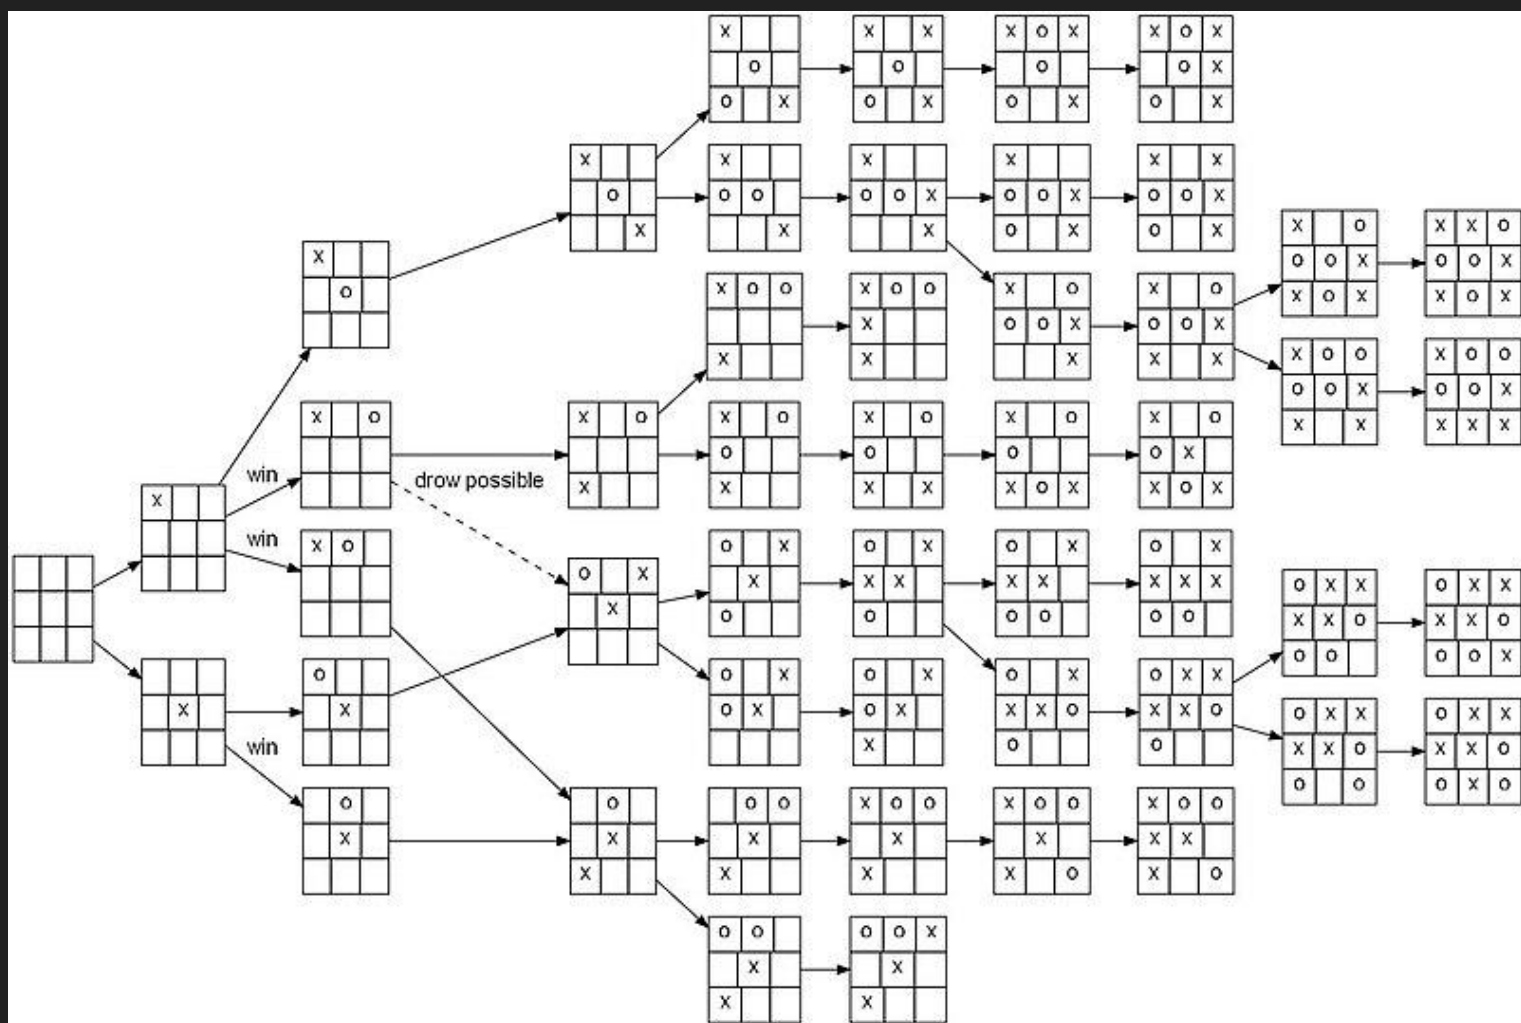 X X X X O X X O X
O O O O X
O X O X O X O X
X X X X X X
O O O O O X O O X O O X
X X X O X O X
X O X X O
X O O X O O X
O X O O X O O X O X O X O X X O X
X O O X O O X
X X X X X X O O X O O
O O X O O X
X O X O X O X O X O X O X X X X X
O O O O X
win
drow possible
X X X X X O X X O X
X
win
X O O X O X O X O X
O X X X X X X X X X O X X O X X
X O O O O O O X X O X X O
O O O O X
O O X O X O X O X X
X X O X O X X X O X X O O X X O X X
win
X O O X X O X X O
O O O X O
O O O O X O O X O O X O O
X X X X X X X
X X X X O X O
O O O O X
X X
X X